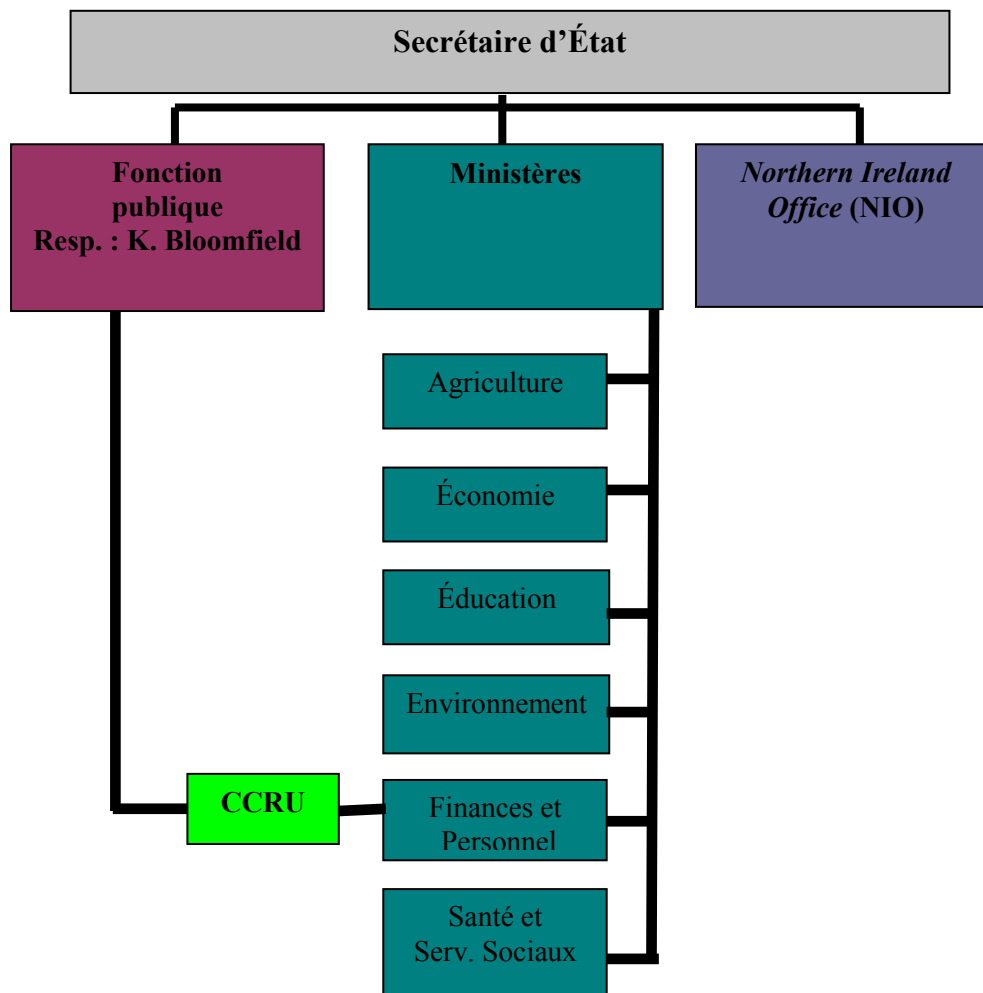 Secrétaire d’État
Fonction
publique
Resp. : K. Bloomfield
Ministères
Northern Ireland
Office (NIO)
Agriculture
Économie
Éducation
Environnement
CCRU
Finances et
Personnel
Santé et
Serv. Sociaux